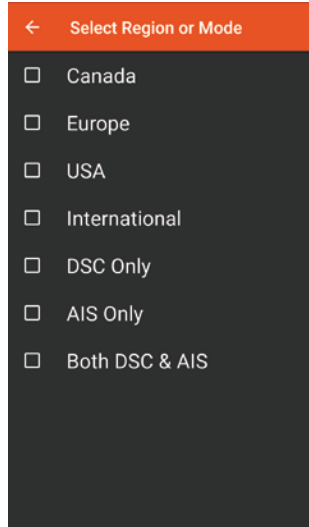 Select Region or Mode
Canada
Europe
USA
International
DSC Only
AIS Only
Both DSC & AIS